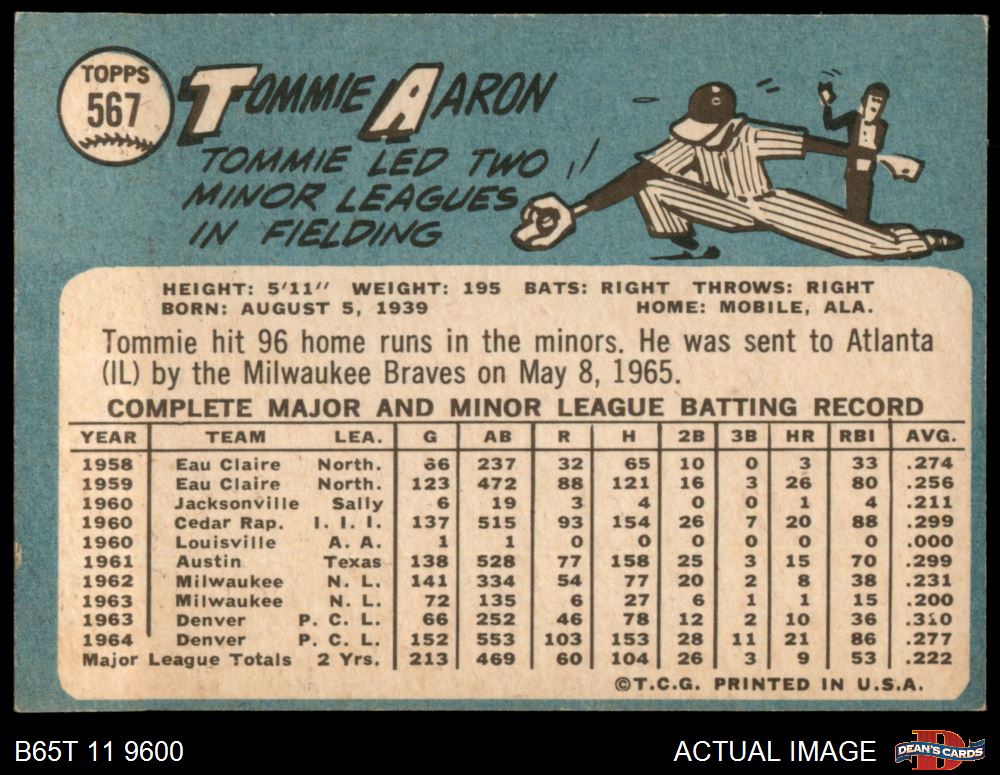 TOPPS
567
TOMMIE AARON
TOMMIE LED TWO
MINOR LEAGUES
IN FIELDING
HEIGHT: 5'11" WEIGHT: 195 BATS: RIGHT THROWS: RIGHT
BORN: AUGUST 5, 1939 HOME: MOBILE, ALA.
Tommie hit 96 home runs in the minors. He was sent to Atlanta
(IL) by the Milwaukee Braves on May 8, 1965.
COMPLETE MAJOR AND MINOR LEAGUE BATTING RECORD
YEAR TEAM LEA. G AB R H 2B 3B HR RBI AVG.
1958 Eau Claire North. 66 237 32 65 10 0 3 33 .274
1959 Eau Claire North. 123 472 88 121 16 3 26 80 .256
1960 Jacksonville Sally 6 19 3 4 0 0 1 4 .211
1960 Cedar Rap. I. I. I. 137 515 93 154 26 7 20 88 .299
1960 Louisville A. A. 1 1 0 0 0 0 0 0 .000
1961 Austin Texas 138 528 77 158 25 3 15 70 .299
1962 Milwaukee N. L. 141 334 54 77 20 2 8 38 .231
1963 Milwaukee N. L. 72 135 6 27 6 1 1 15 .200
1963 Denver P. C. L. 66 252 46 78 12 2 10 36 .310
1964 Denver P. C. L. 152 553 103 153 28 11 21 86 .277
Major League Totals 2 Yrs. 213 469 60 104 26 3 9 53 .222
©T.C.G. PRINTED IN U.S.A.
B65T 11 9600
ACTUAL IMAGE
DEAN'S CARDS